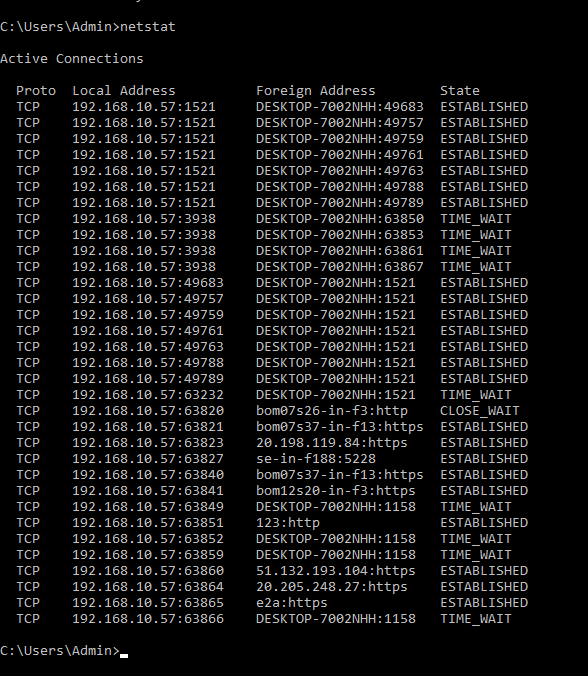 C:\Users\Admin>netstat
Active Connections
Proto  Local Address          Foreign Address        State
TCP    192.168.10.57:1521     DESKTOP-7002NHH:49683  ESTABLISHED
TCP    192.168.10.57:1521     DESKTOP-7002NHH:49757  ESTABLISHED
TCP    192.168.10.57:1521     DESKTOP-7002NHH:49759  ESTABLISHED
TCP    192.168.10.57:1521     DESKTOP-7002NHH:49761  ESTABLISHED
TCP    192.168.10.57:1521     DESKTOP-7002NHH:49763  ESTABLISHED
TCP    192.168.10.57:1521     DESKTOP-7002NHH:49788  ESTABLISHED
TCP    192.168.10.57:1521     DESKTOP-7002NHH:49789  ESTABLISHED
TCP    192.168.10.57:3938     DESKTOP-7002NHH:63850  TIME_WAIT
TCP    192.168.10.57:3938     DESKTOP-7002NHH:63853  TIME_WAIT
TCP    192.168.10.57:3938     DESKTOP-7002NHH:63861  TIME_WAIT
TCP    192.168.10.57:3938     DESKTOP-7002NHH:63867  TIME_WAIT
TCP    192.168.10.57:49683    DESKTOP-7002NHH:1521   ESTABLISHED
TCP    192.168.10.57:49757    DESKTOP-7002NHH:1521   ESTABLISHED
TCP    192.168.10.57:49759    DESKTOP-7002NHH:1521   ESTABLISHED
TCP    192.168.10.57:49761    DESKTOP-7002NHH:1521   ESTABLISHED
TCP    192.168.10.57:49763    DESKTOP-7002NHH:1521   ESTABLISHED
TCP    192.168.10.57:49788    DESKTOP-7002NHH:1521   ESTABLISHED
TCP    192.168.10.57:49789    DESKTOP-7002NHH:1521   ESTABLISHED
TCP    192.168.10.57:63232    DESKTOP-7002NHH:1521   TIME_WAIT
TCP    192.168.10.57:63820    bom07s26-in-f3:http    CLOSE_WAIT
TCP    192.168.10.57:63821    bom07s37-in-f13:https  ESTABLISHED
TCP    192.168.10.57:63823    20.198.119.84:https    ESTABLISHED
TCP    192.168.10.57:63827    se-in-f188:5228        ESTABLISHED
TCP    192.168.10.57:63840    bom07s37-in-f13:https  ESTABLISHED
TCP    192.168.10.57:63841    bom12s20-in-f3:https   ESTABLISHED
TCP    192.168.10.57:63849    DESKTOP-7002NHH:1158   TIME_WAIT
TCP    192.168.10.57:63851    123:http               ESTABLISHED
TCP    192.168.10.57:63852    DESKTOP-7002NHH:1158   TIME_WAIT
TCP    192.168.10.57:63859    DESKTOP-7002NHH:1158   TIME_WAIT
TCP    192.168.10.57:63860    51.132.193.104:https   ESTABLISHED
TCP    192.168.10.57:63864    20.205.248.27:https    ESTABLISHED
TCP    192.168.10.57:63865    e2a:https              ESTABLISHED
TCP    192.168.10.57:63866    DESKTOP-7002NHH:1158   TIME_WAIT
C:\Users\Admin>